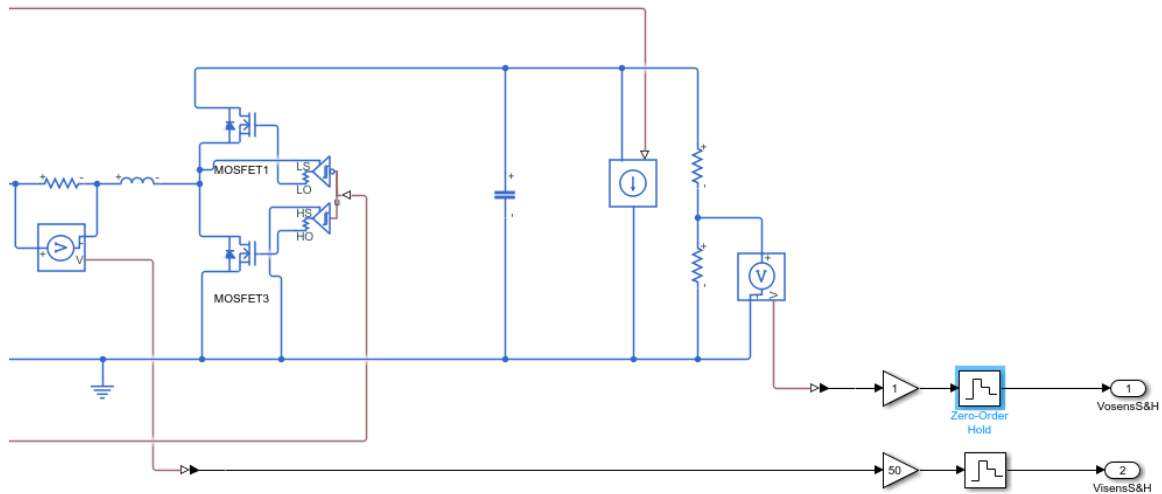 LS
MOSFET1
LO
u
HS
HO
V
V
V
V
MOSFET3
1
Zero-Order
Hold
1
VosensS&H
50
2
VisensS&H